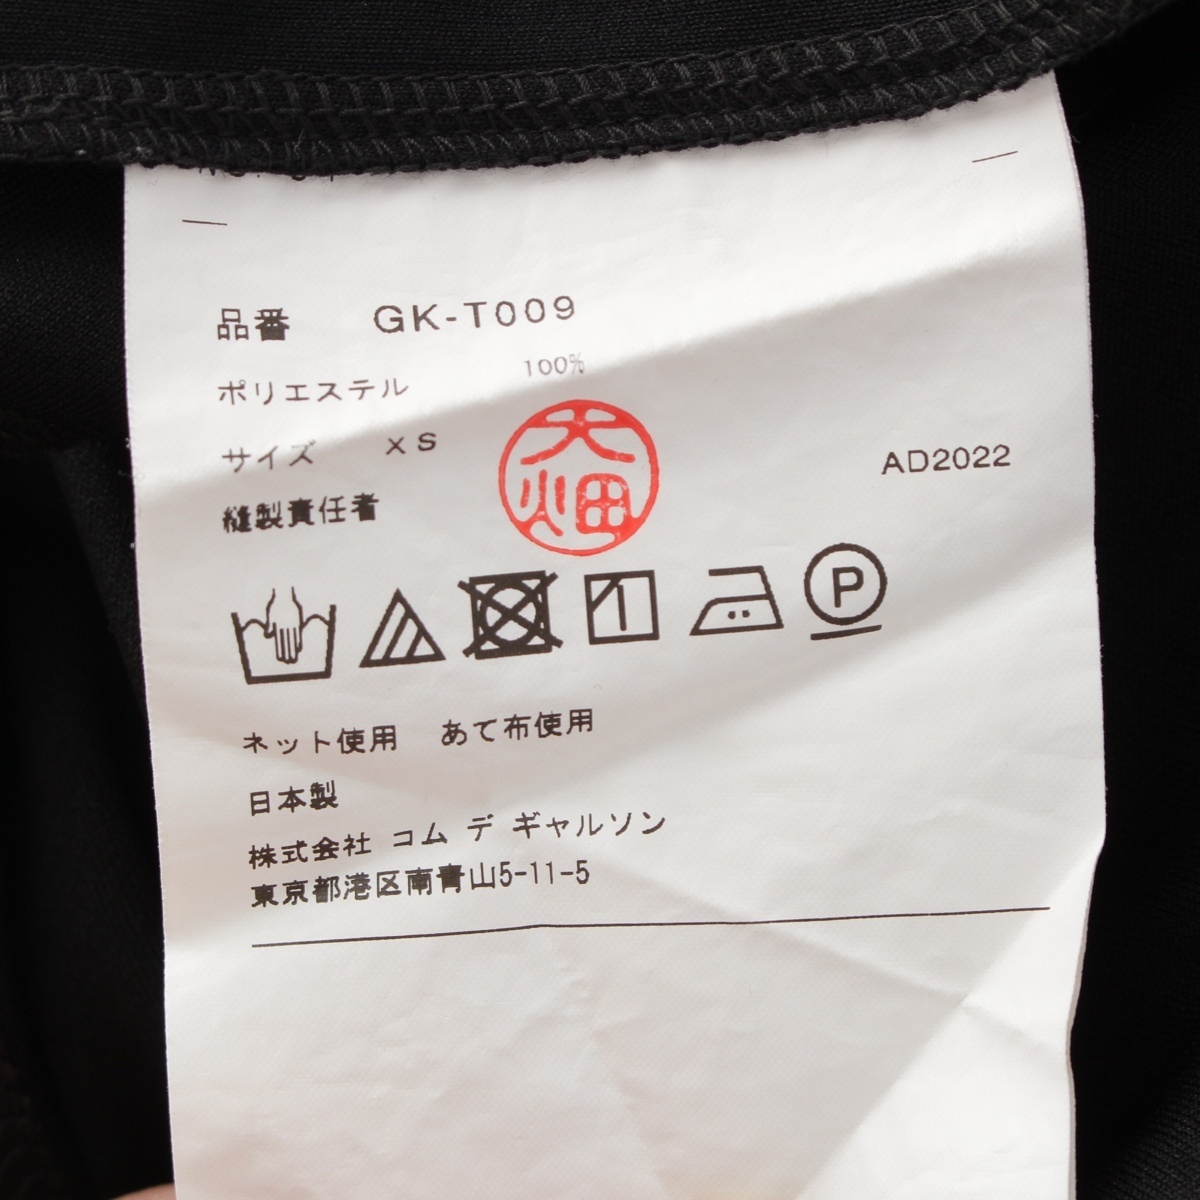 品番 GK-T009
ポリエステル 100%
サイズ XS
AD2022
縫製責任者
大畑
P
ネット使用 あて布使用
日本製
株式会社 コム デ ギャルソン
東京都港区南青山5-11-5